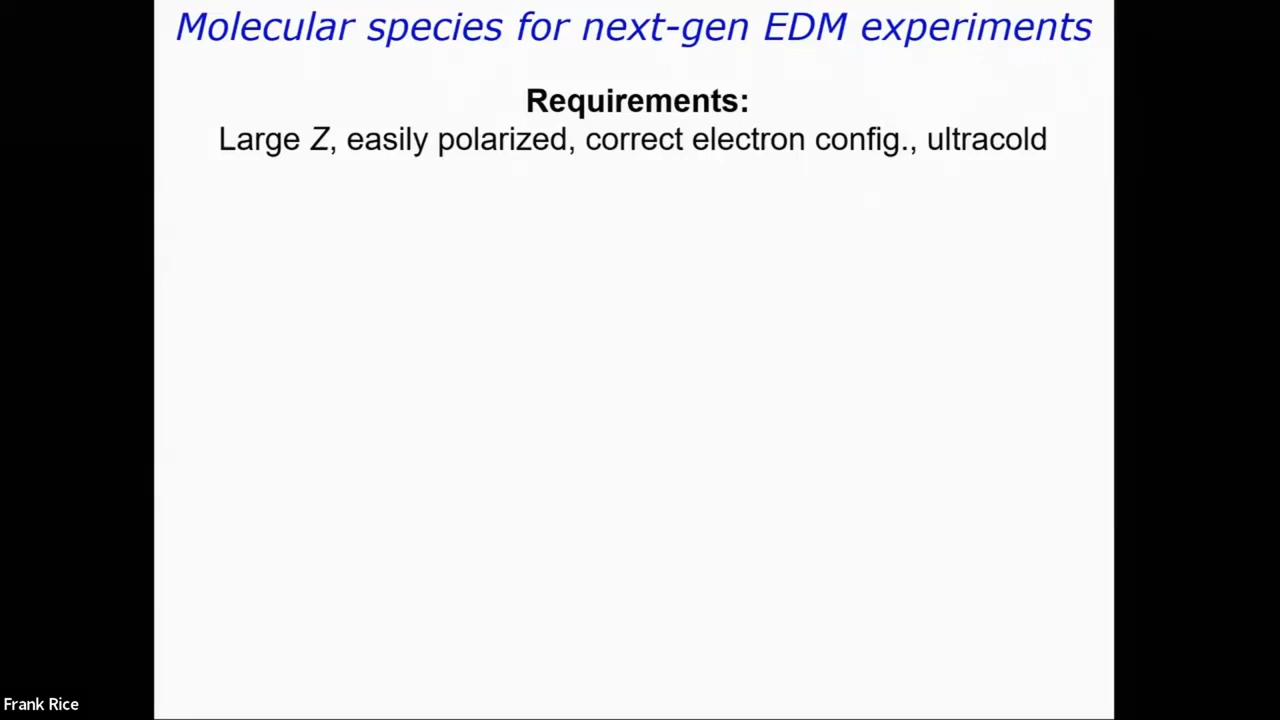 Molecular species for next-gen EDM experiments
Requirements:
Large Z, easily polarized, correct electron config., ultracold
Frank Rice